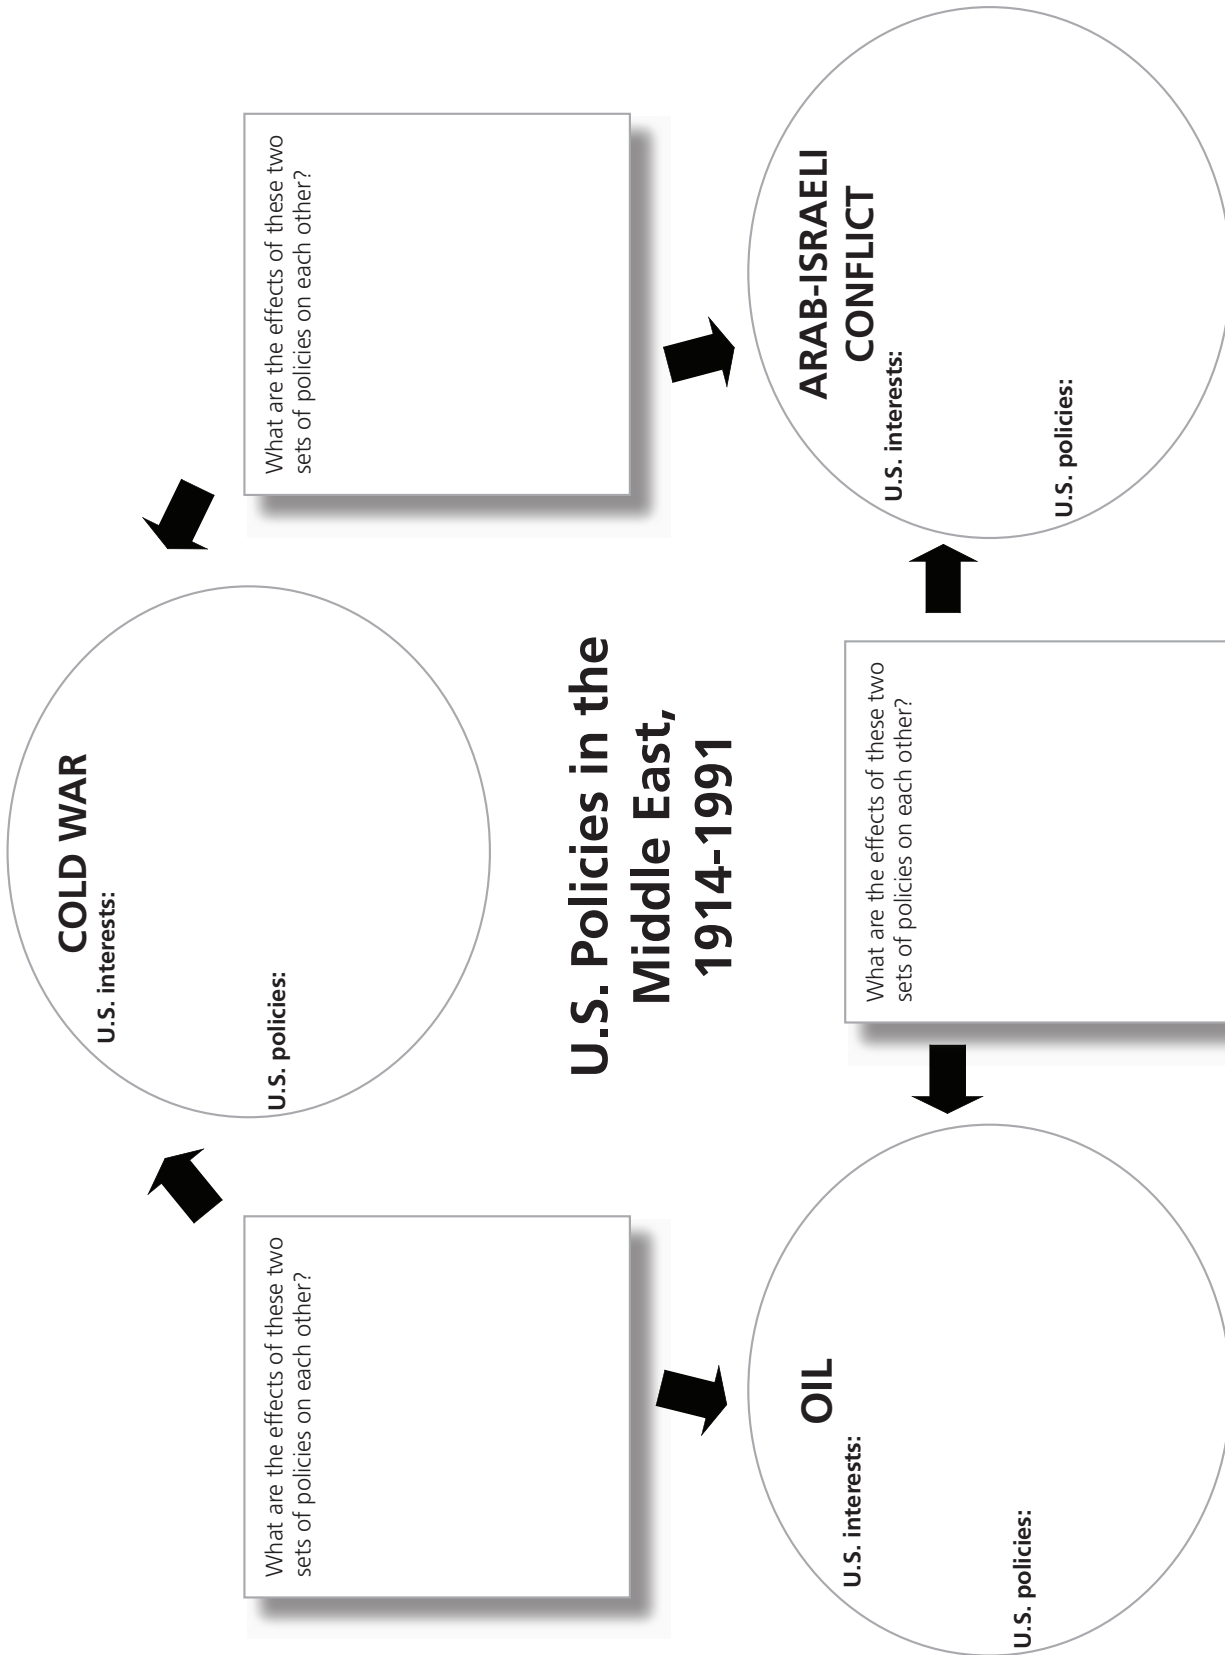 COLD WAR
U.S. interests:
U.S. policies:
What are the effects of these two
sets of policies on each other?
What are the effects of these two
sets of policies on each other?
U.S. Policies in the
Middle East,
1914-1991
OIL
U.S. interests:
U.S. policies:
What are the effects of these two
sets of policies on each other?
ARAB-ISRAELI
CONFLICT
U.S. interests:
U.S. policies: